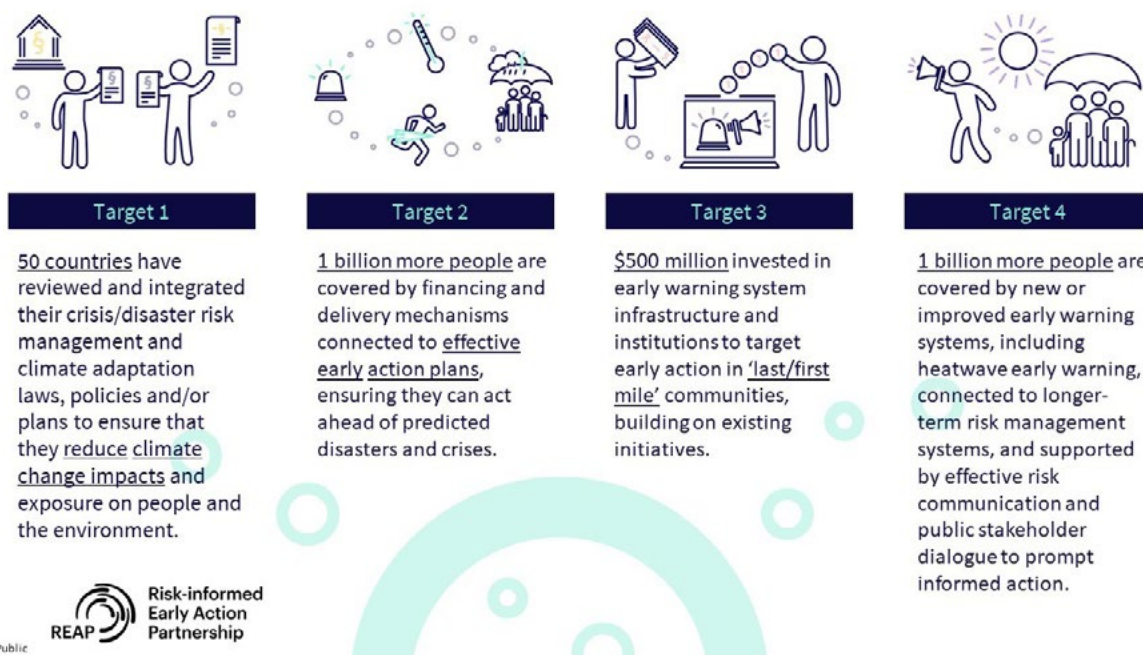 Target 1
50 countries have
reviewed and integrated
their crisis/disaster risk
management and
climate adaptation
laws, policies and/or
plans to ensure that
they reduce climate
change impacts and
exposure on people and
the environment.
Target 2
1 billion more people are
covered by financing and
delivery mechanisms
connected to effective
early action plans,
ensuring they can act
ahead of predicted
disasters and crises.
Target 3
$500 million invested in
early warning system
infrastructure and
institutions to target
early action in ‘last/first
mile’ communities,
building on existing
initiatives.
Target 4
1 billion more people are
covered by new or
improved early warning
systems, including
heatwave early warning,
connected to longer-
term risk management
systems, and supported
by effective risk
communication and
public stakeholder
dialogue to prompt
informed action.
REAP
Risk-informed
Early Action
Partnership
Public